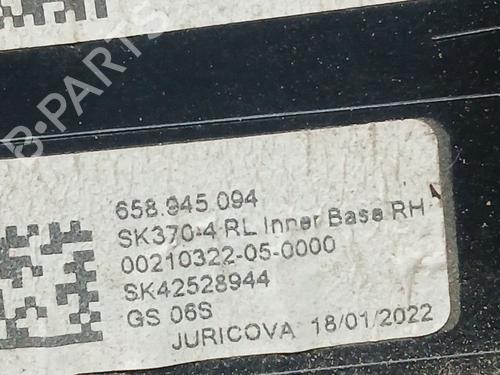 B-PARTS
658.945.094
SK370-4 RL Inner Base RH
00210322-05-0000
SK42528944
GS 06S
JURICOVA 18/01/2022